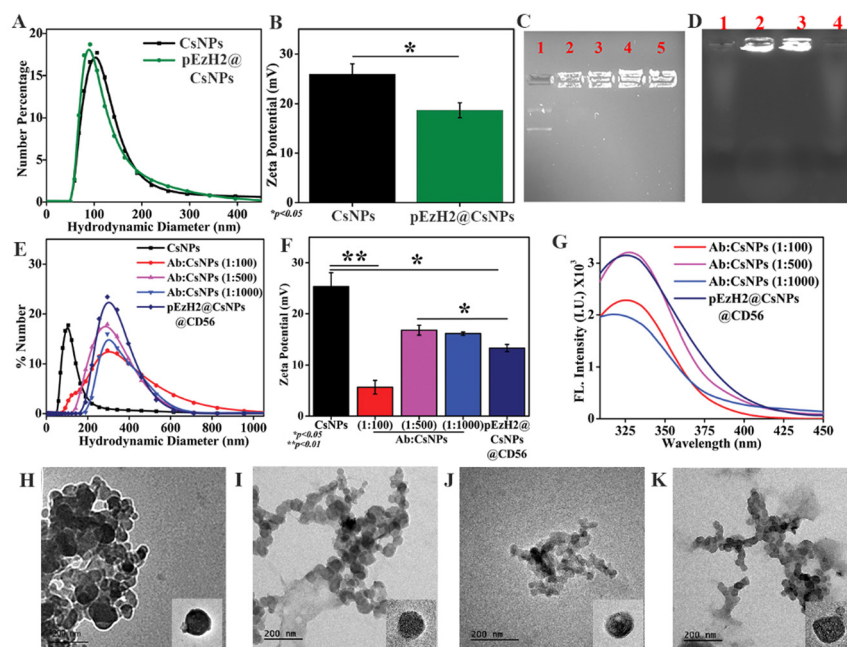 A
CsNPs
pEzH2@
CsNPs
Number Percentage
20
15
10
5
0
0 100 200 300 400
Hydrodynamic Diameter (nm)
B
Zeta Potential (mV)
30
20
10
0
*
*p<0.05
CsNPs pEzH2@CsNPs
C
1 2 3 4 5
D
1 2 3 4
E
CsNPs
Ab:CsNPs (1:100)
Ab:CsNPs (1:500)
Ab:CsNPs (1:1000)
pEzH2@CsNPs
@CD56
% Number
30
20
10
0
0 200 400 600 800 1000
Hydrodynamic Diameter (nm)
F
Zeta Potential (mV)
30
20
10
0
** *
*
CsNPs (1:100) (1:500) (1:1000) pEzH2@
CsNPs
@CD56
Ab:CsNPs
*p<0.05
**p<0.01
G
Ab:CsNPs (1:100)
Ab:CsNPs (1:500)
Ab:CsNPs (1:1000)
pEzH2@CsNPs
@CD56
FL. Intensity (I.U.) X10³
3
2
1
0
325 350 375 400 425 450
Wavelength (nm)
H
200 nm
I
200 nm
J
200 nm
K
200 nm